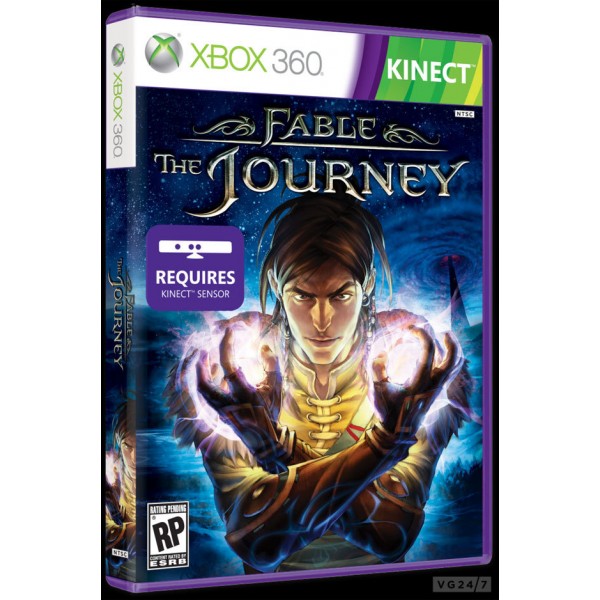 XBOX 360
KINECT™
NTSC
FABLE
THE JOURNEY
REQUIRES
KINECT™ SENSOR
RATING PENDING
RP
CONTENT RATED BY
ESRB
XBOX 360
FABLE
THE JOURNEY
NTSC
VG24/7